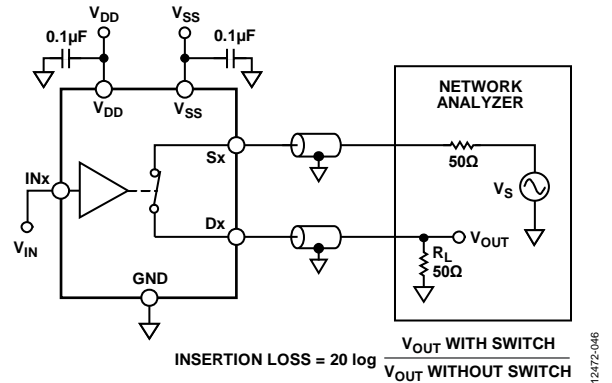 VDD VSS
0.1µF 0.1µF
VDD VSS
NETWORK
ANALYZER
Sx
50Ω
VS
INx
Dx
VOUT
VIN
RL
50Ω
GND
INSERTION LOSS = 20 log VOUT WITH SWITCH
VOUT WITHOUT SWITCH
12472-046